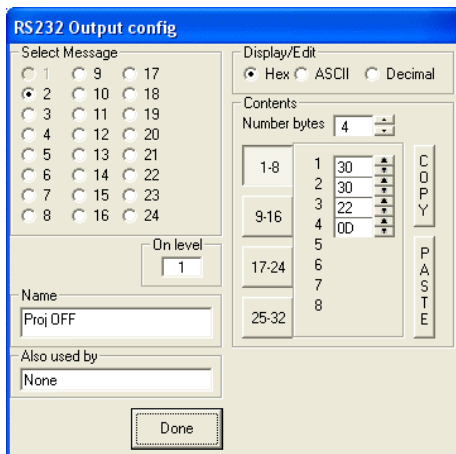 RS232 Output config
Select Message
1 9 17
2 10 18
3 11 19
4 12 20
5 13 21
6 14 22
7 15 23
8 16 24
On level
1
Name
Proj OFF
Also used by
None
Done
Display/Edit
Hex ASCII Decimal
Contents
Number bytes 4
1-8
9-16
17-24
25-32
1 30
2 30
3 22
4 0D
5
6
7
8
COPY
PASTE